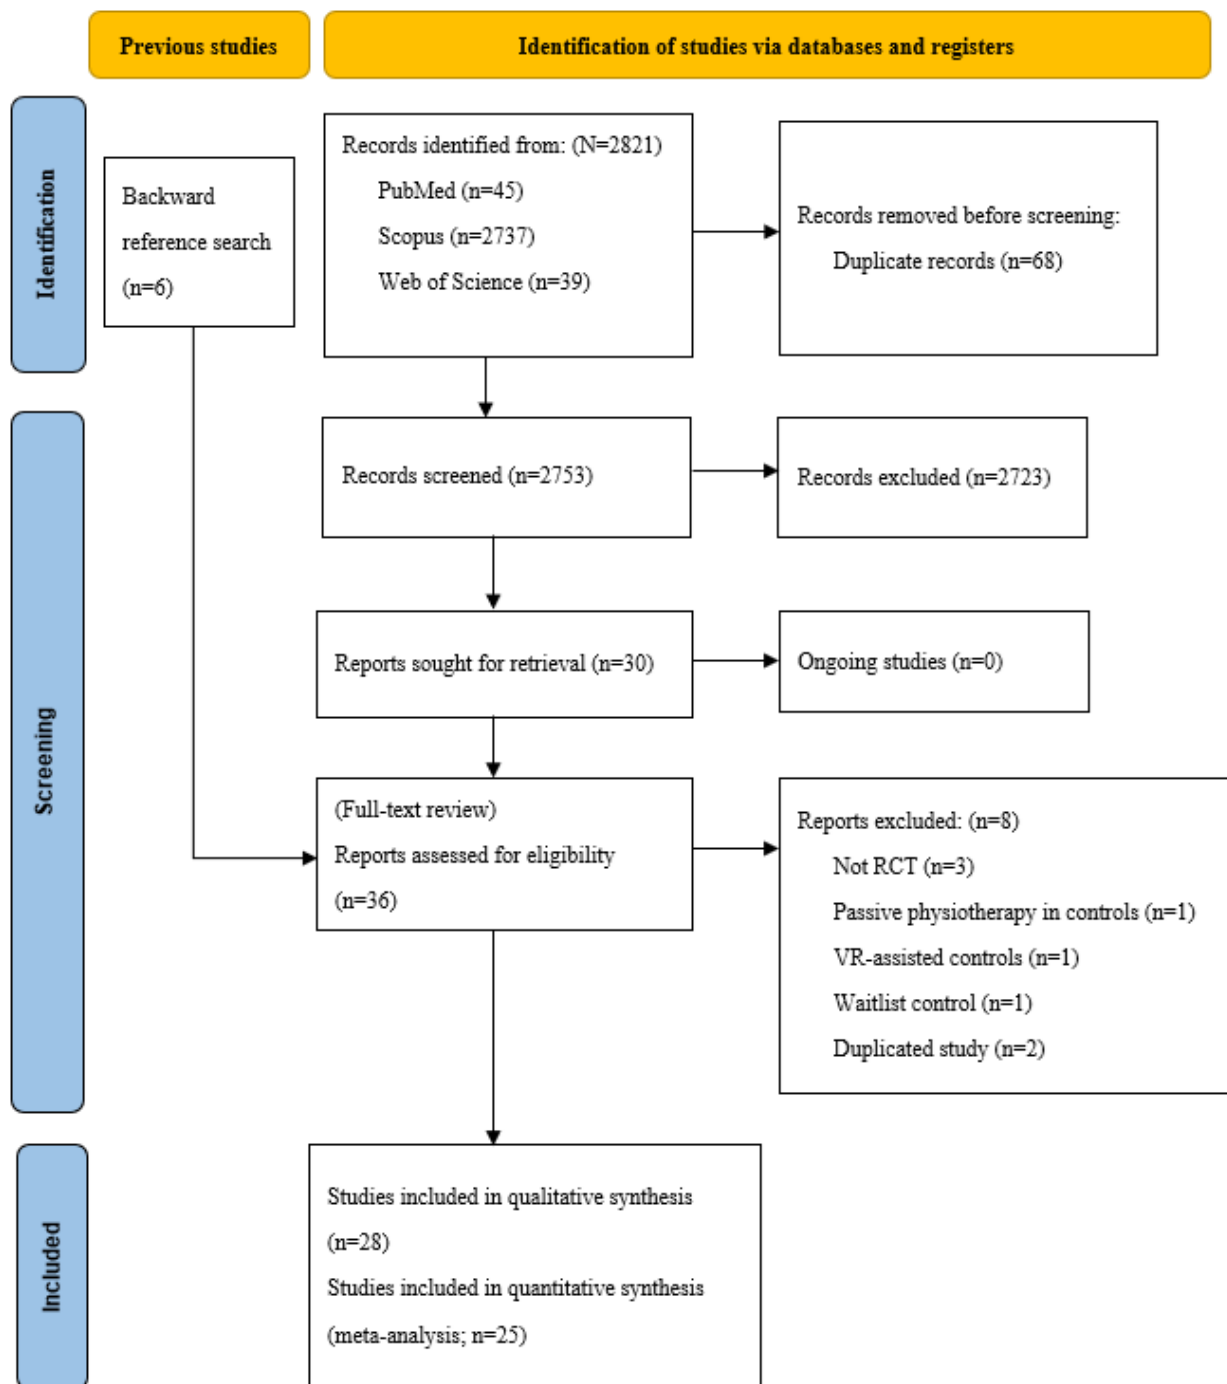 Previous studies
Identification of studies via databases and registers
Identification
Backward
reference search
(n=6)
Records identified from: (N=2821)
PubMed (n=45)
Scopus (n=2737)
Web of Science (n=39)
Records removed before screening:
Duplicate records (n=68)
Screening
Records screened (n=2753)
Records excluded (n=2723)
Reports sought for retrieval (n=30)
Ongoing studies (n=0)
(Full-text review)
Reports assessed for eligibility
(n=36)
Reports excluded: (n=8)
Not RCT (n=3)
Passive physiotherapy in controls (n=1)
VR-assisted controls (n=1)
Waitlist control (n=1)
Duplicated study (n=2)
Included
Studies included in qualitative synthesis
(n=28)
Studies included in quantitative synthesis
(meta-analysis; n=25)